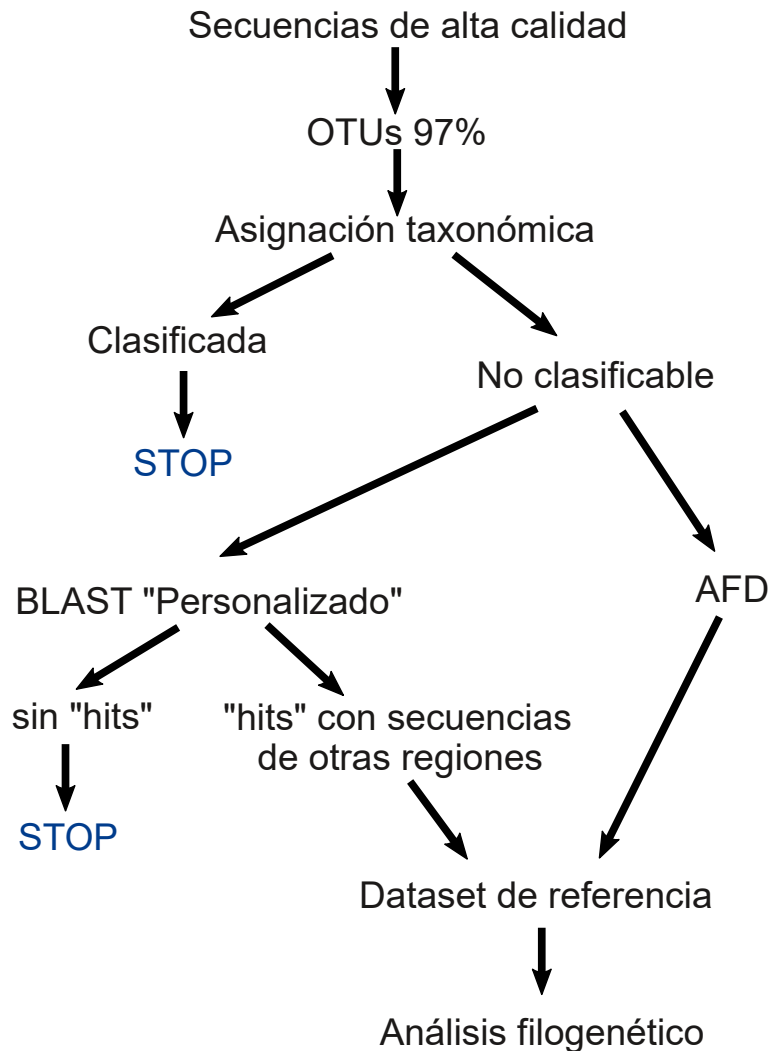 Secuencias de alta calidad
OTUs 97%
Asignación taxonómica
Clasificada
No clasificable
STOP
BLAST "Personalizado"
AFD
sin "hits"
"hits" con secuencias
de otras regiones
STOP
Dataset de referencia
Análisis filogenético